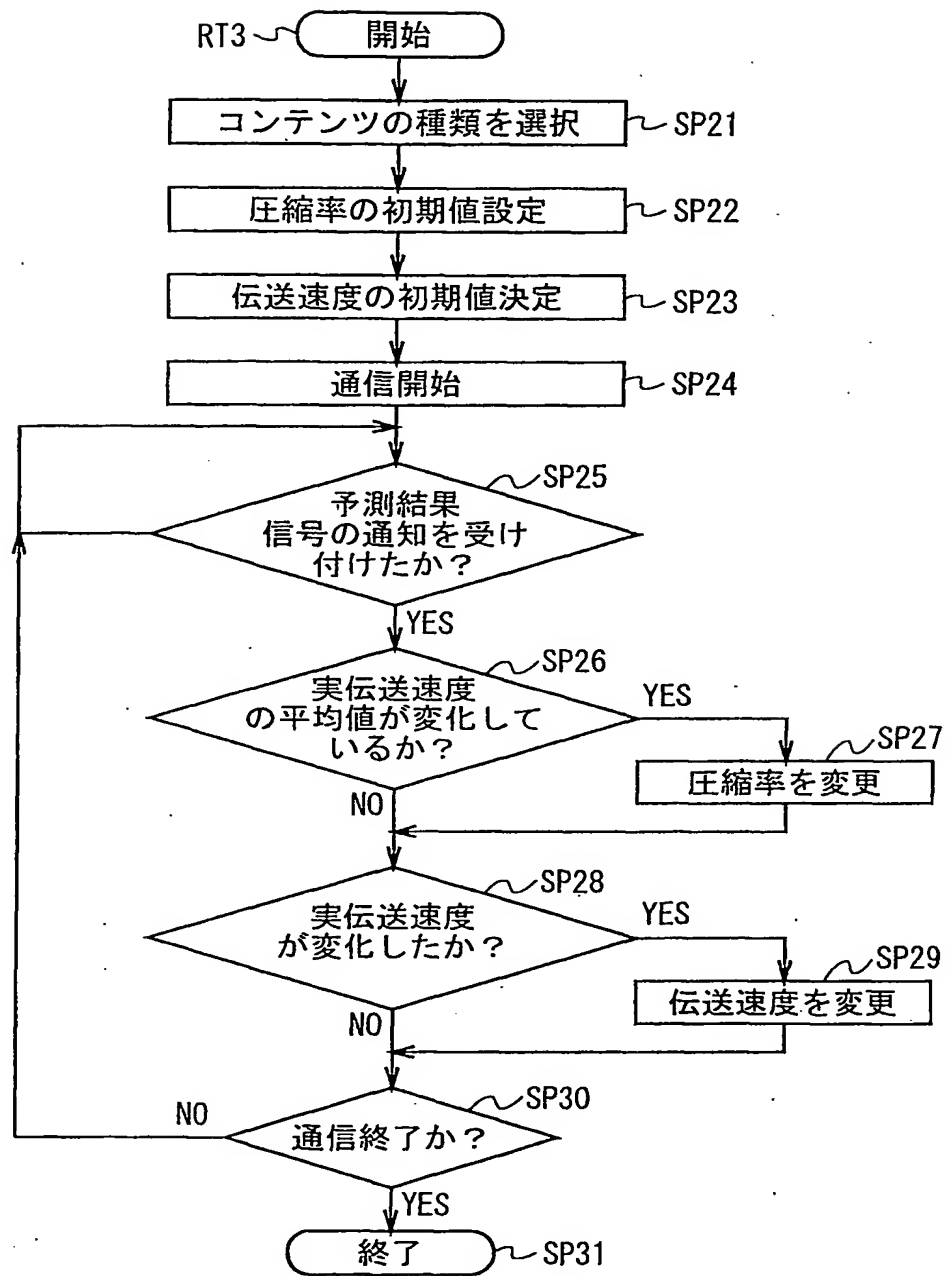 RT3
開始
コンテンツの種類を選択
SP21
圧縮率の初期値設定
SP22
伝送速度の初期値決定
SP23
通信開始
SP24
SP25
予測結果
信号の通知を受け
付けたか？
YES
SP26
実伝送速度
の平均値が変化して
いるか？
YES
SP27
圧縮率を変更
NO
SP28
実伝送速度
が変化したか？
YES
SP29
伝送速度を変更
NO
SP30
NO
通信終了か？
YES
終了
SP31